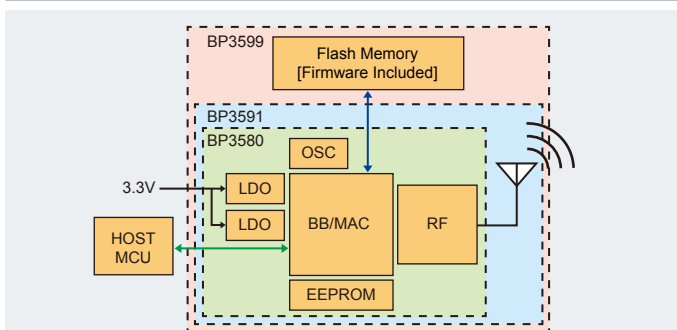 BP3599
Flash Memory
[Firmware Included]
BP3591
BP3580
OSC
3.3V
LDO
LDO
BB/MAC
RF
HOST
MCU
EEPROM